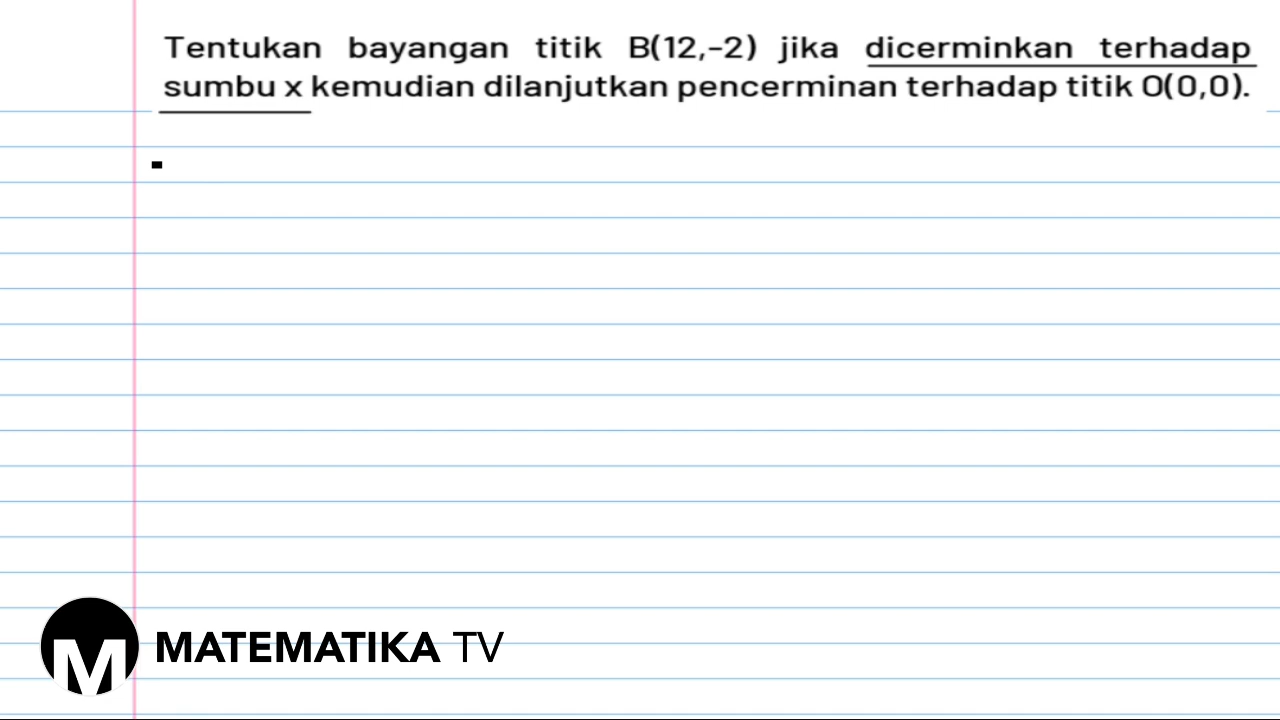 Tentukan bayangan titik B(12,-2) jika dicerminkan terhadap
sumbu x kemudian dilanjutkan pencerminan terhadap titik O(0,0).
M MATEMATIKA TV